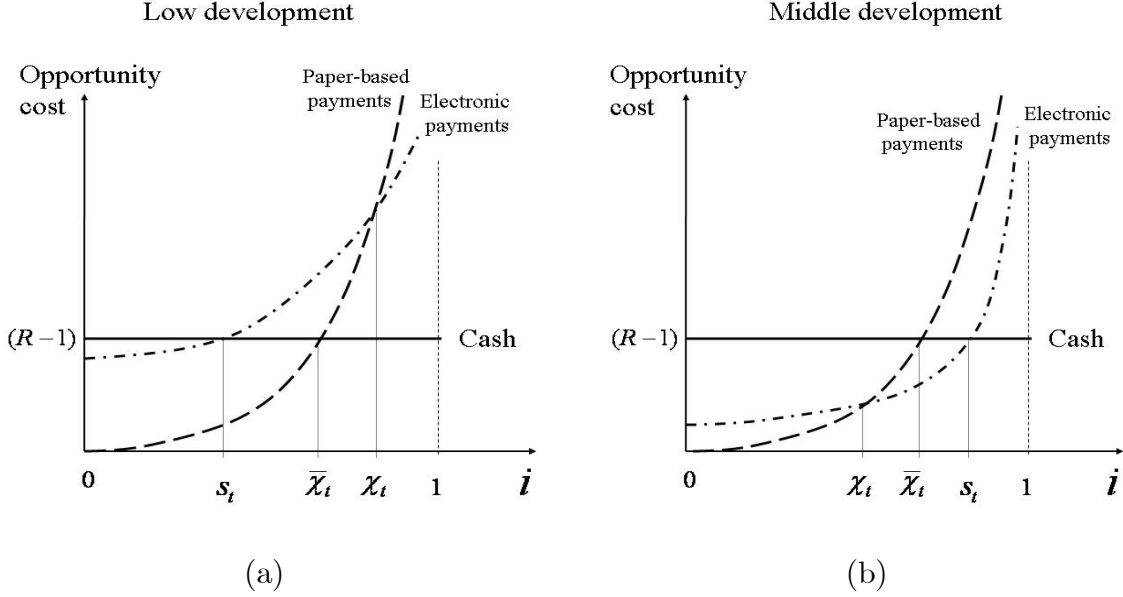 Low development
Opportunity
cost
Paper-based
payments
Electronic
payments
(R – 1)
Cash
0
s_t
χ̅_t
χ_t
1
i
(a)
Middle development
Opportunity
cost
Paper-based
payments
Electronic
payments
(R – 1)
Cash
0
χ_t
χ̅_t
s_t
1
i
(b)